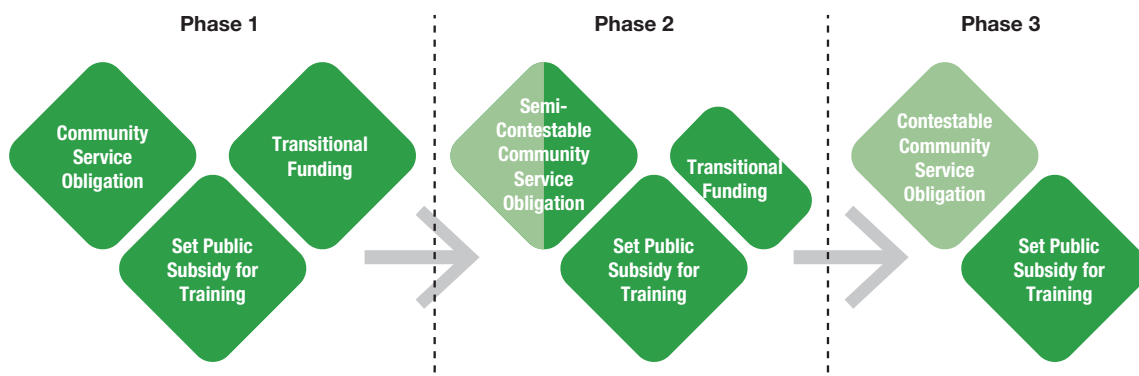 Phase 1
Community
Service
Obligation
Transitional
Funding
Set Public
Subsidy for
Training
Phase 2
Semi-
Contestable
Community
Service
Obligation
Transitional
Funding
Set Public
Subsidy for
Training
Phase 3
Contestable
Community
Service
Obligation
Set Public
Subsidy for
Training